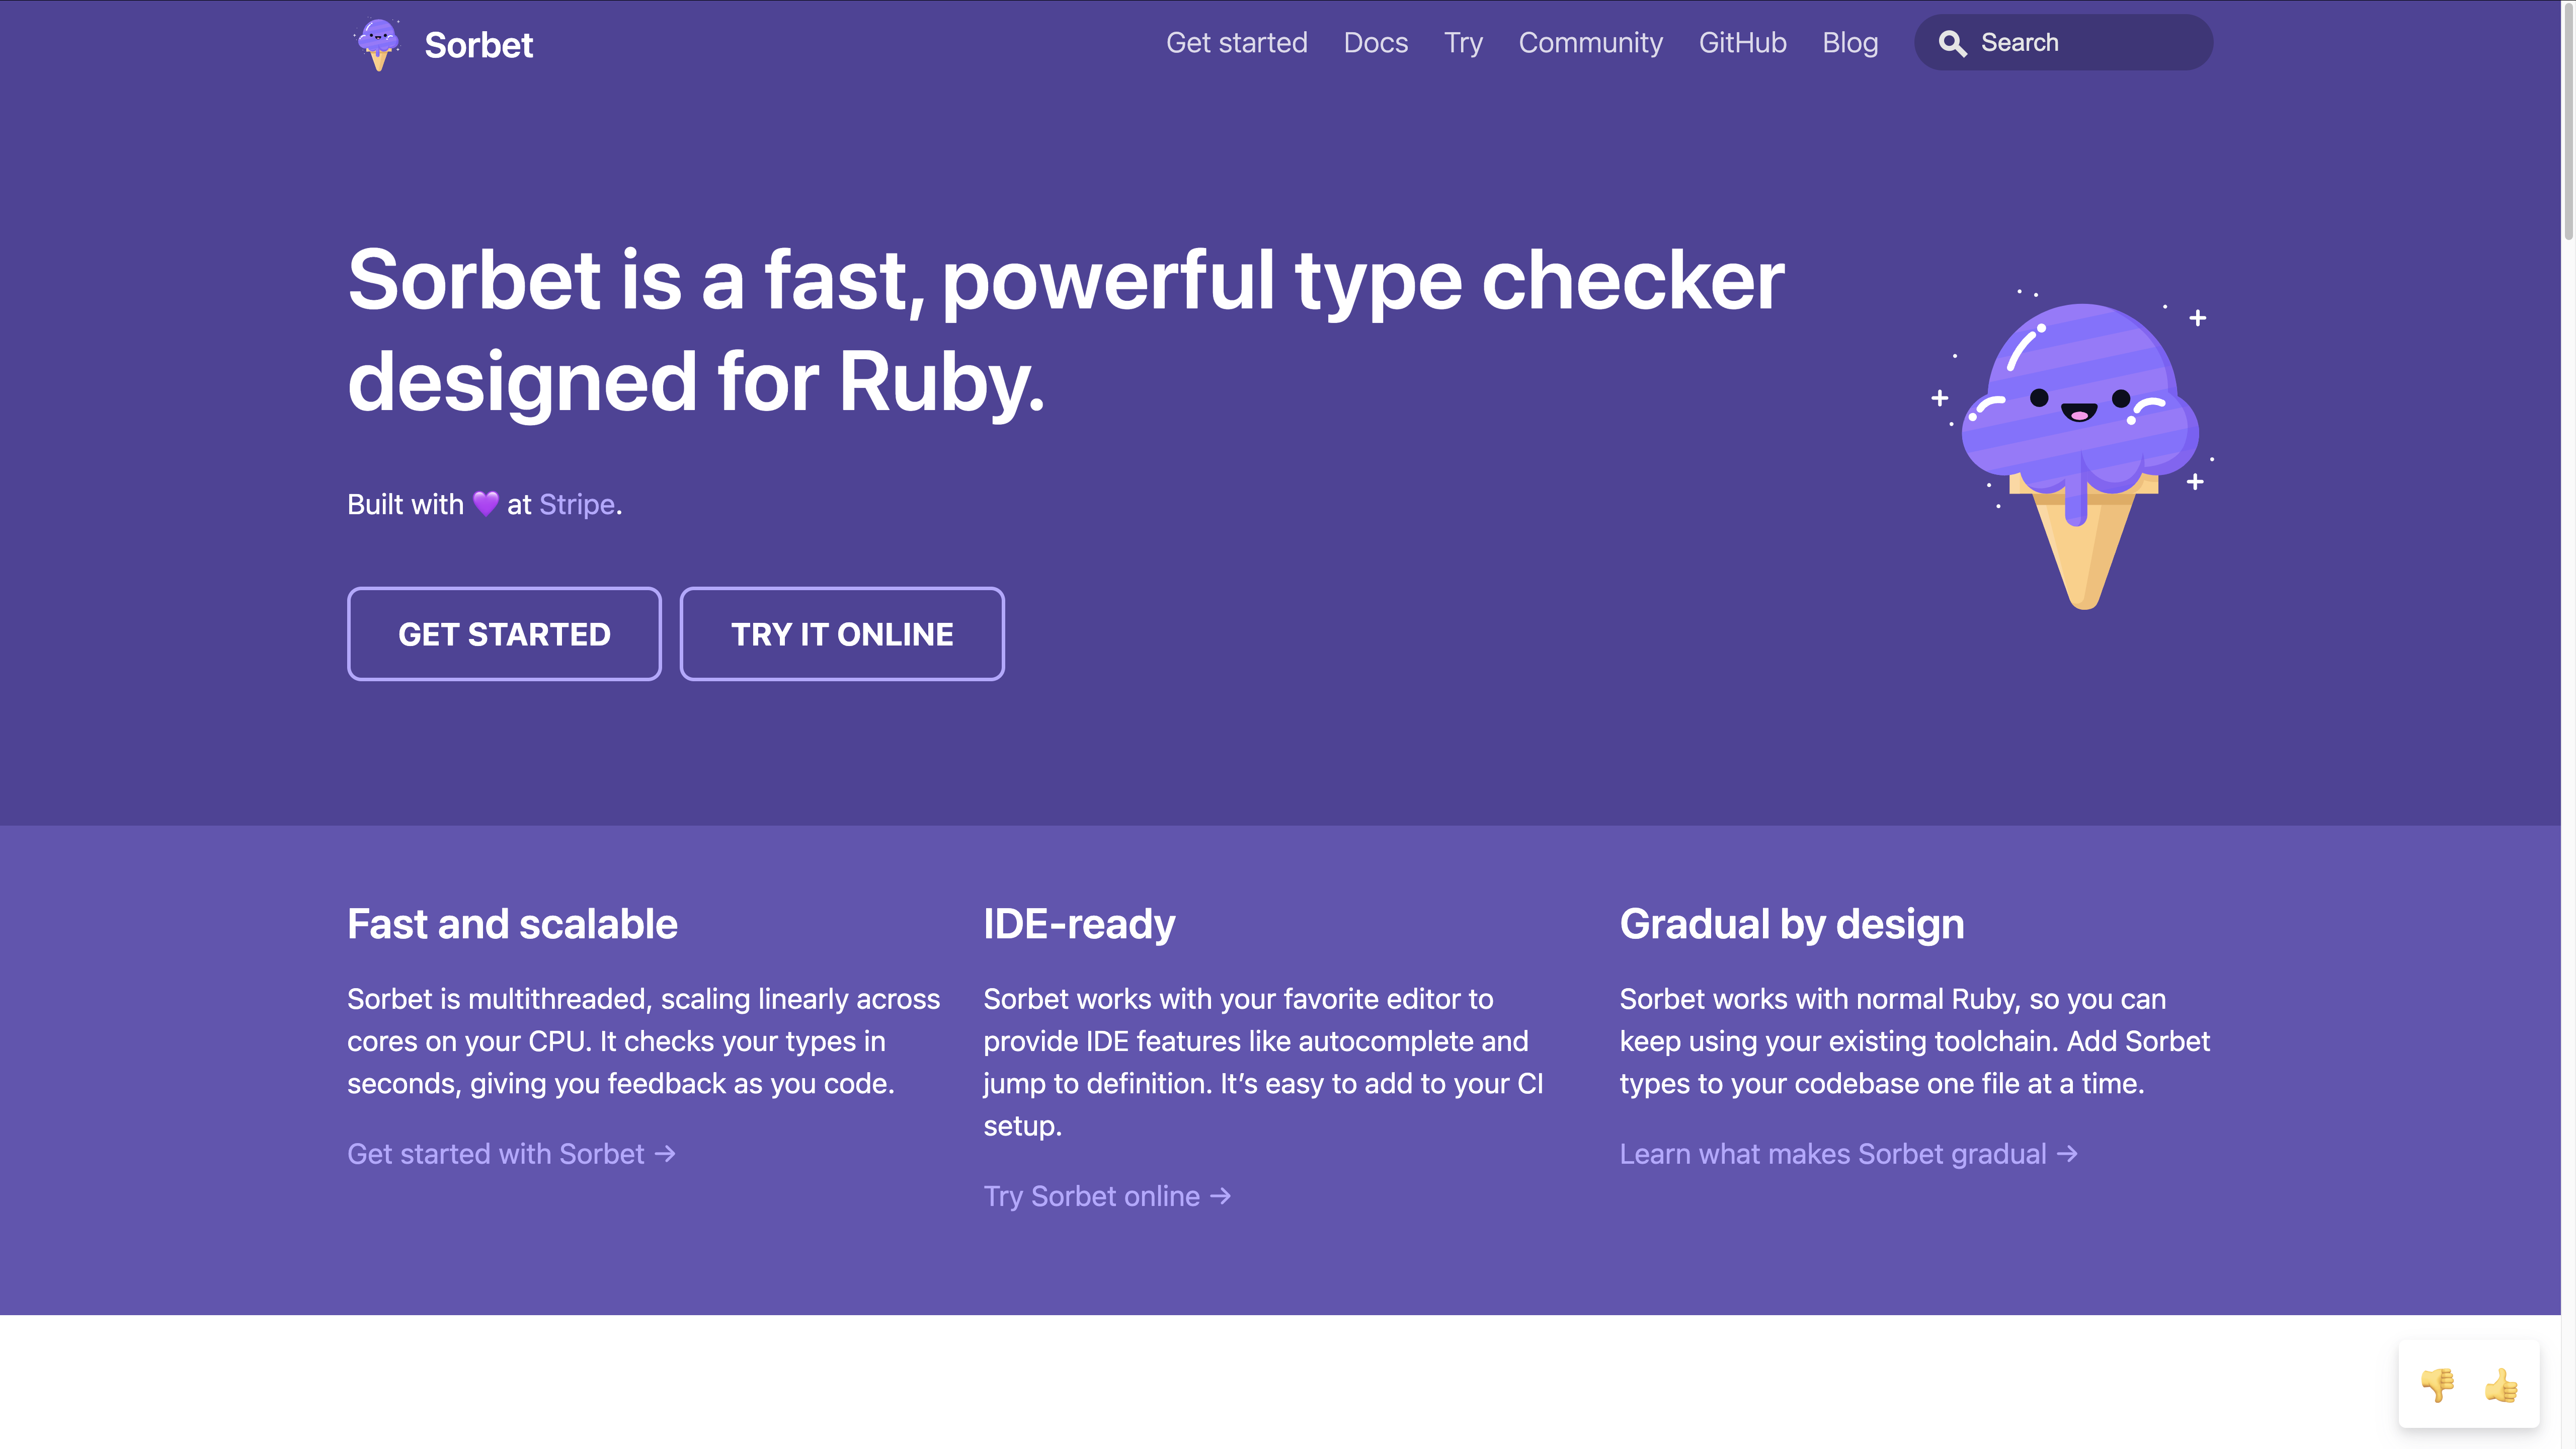 Sorbet
Get started Docs Try Community GitHub Blog Search
Sorbet is a fast, powerful type checker
designed for Ruby.
Built with 💜 at Stripe.
GET STARTED TRY IT ONLINE
Fast and scalable
Sorbet is multithreaded, scaling linearly across
cores on your CPU. It checks your types in
seconds, giving you feedback as you code.
Get started with Sorbet →
IDE-ready
Sorbet works with your favorite editor to
provide IDE features like autocomplete and
jump to definition. It’s easy to add to your CI
setup.
Try Sorbet online →
Gradual by design
Sorbet works with normal Ruby, so you can
keep using your existing toolchain. Add Sorbet
types to your codebase one file at a time.
Learn what makes Sorbet gradual →